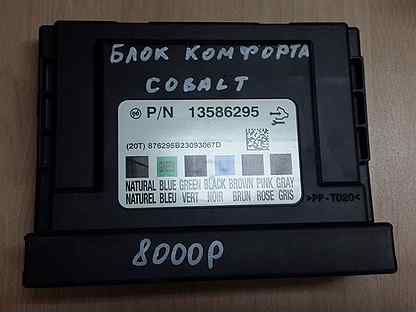 БЛОК КОМФОРТА
COBALT
P/N 13586295
(20T) 876295B23093067D
NATURAL BLUE GREEN BLACK BROWN PINK GRAY
NATUREL BLEU VERT NOIR BRUN ROSE GRIS
>PP-TD20<
8000Р